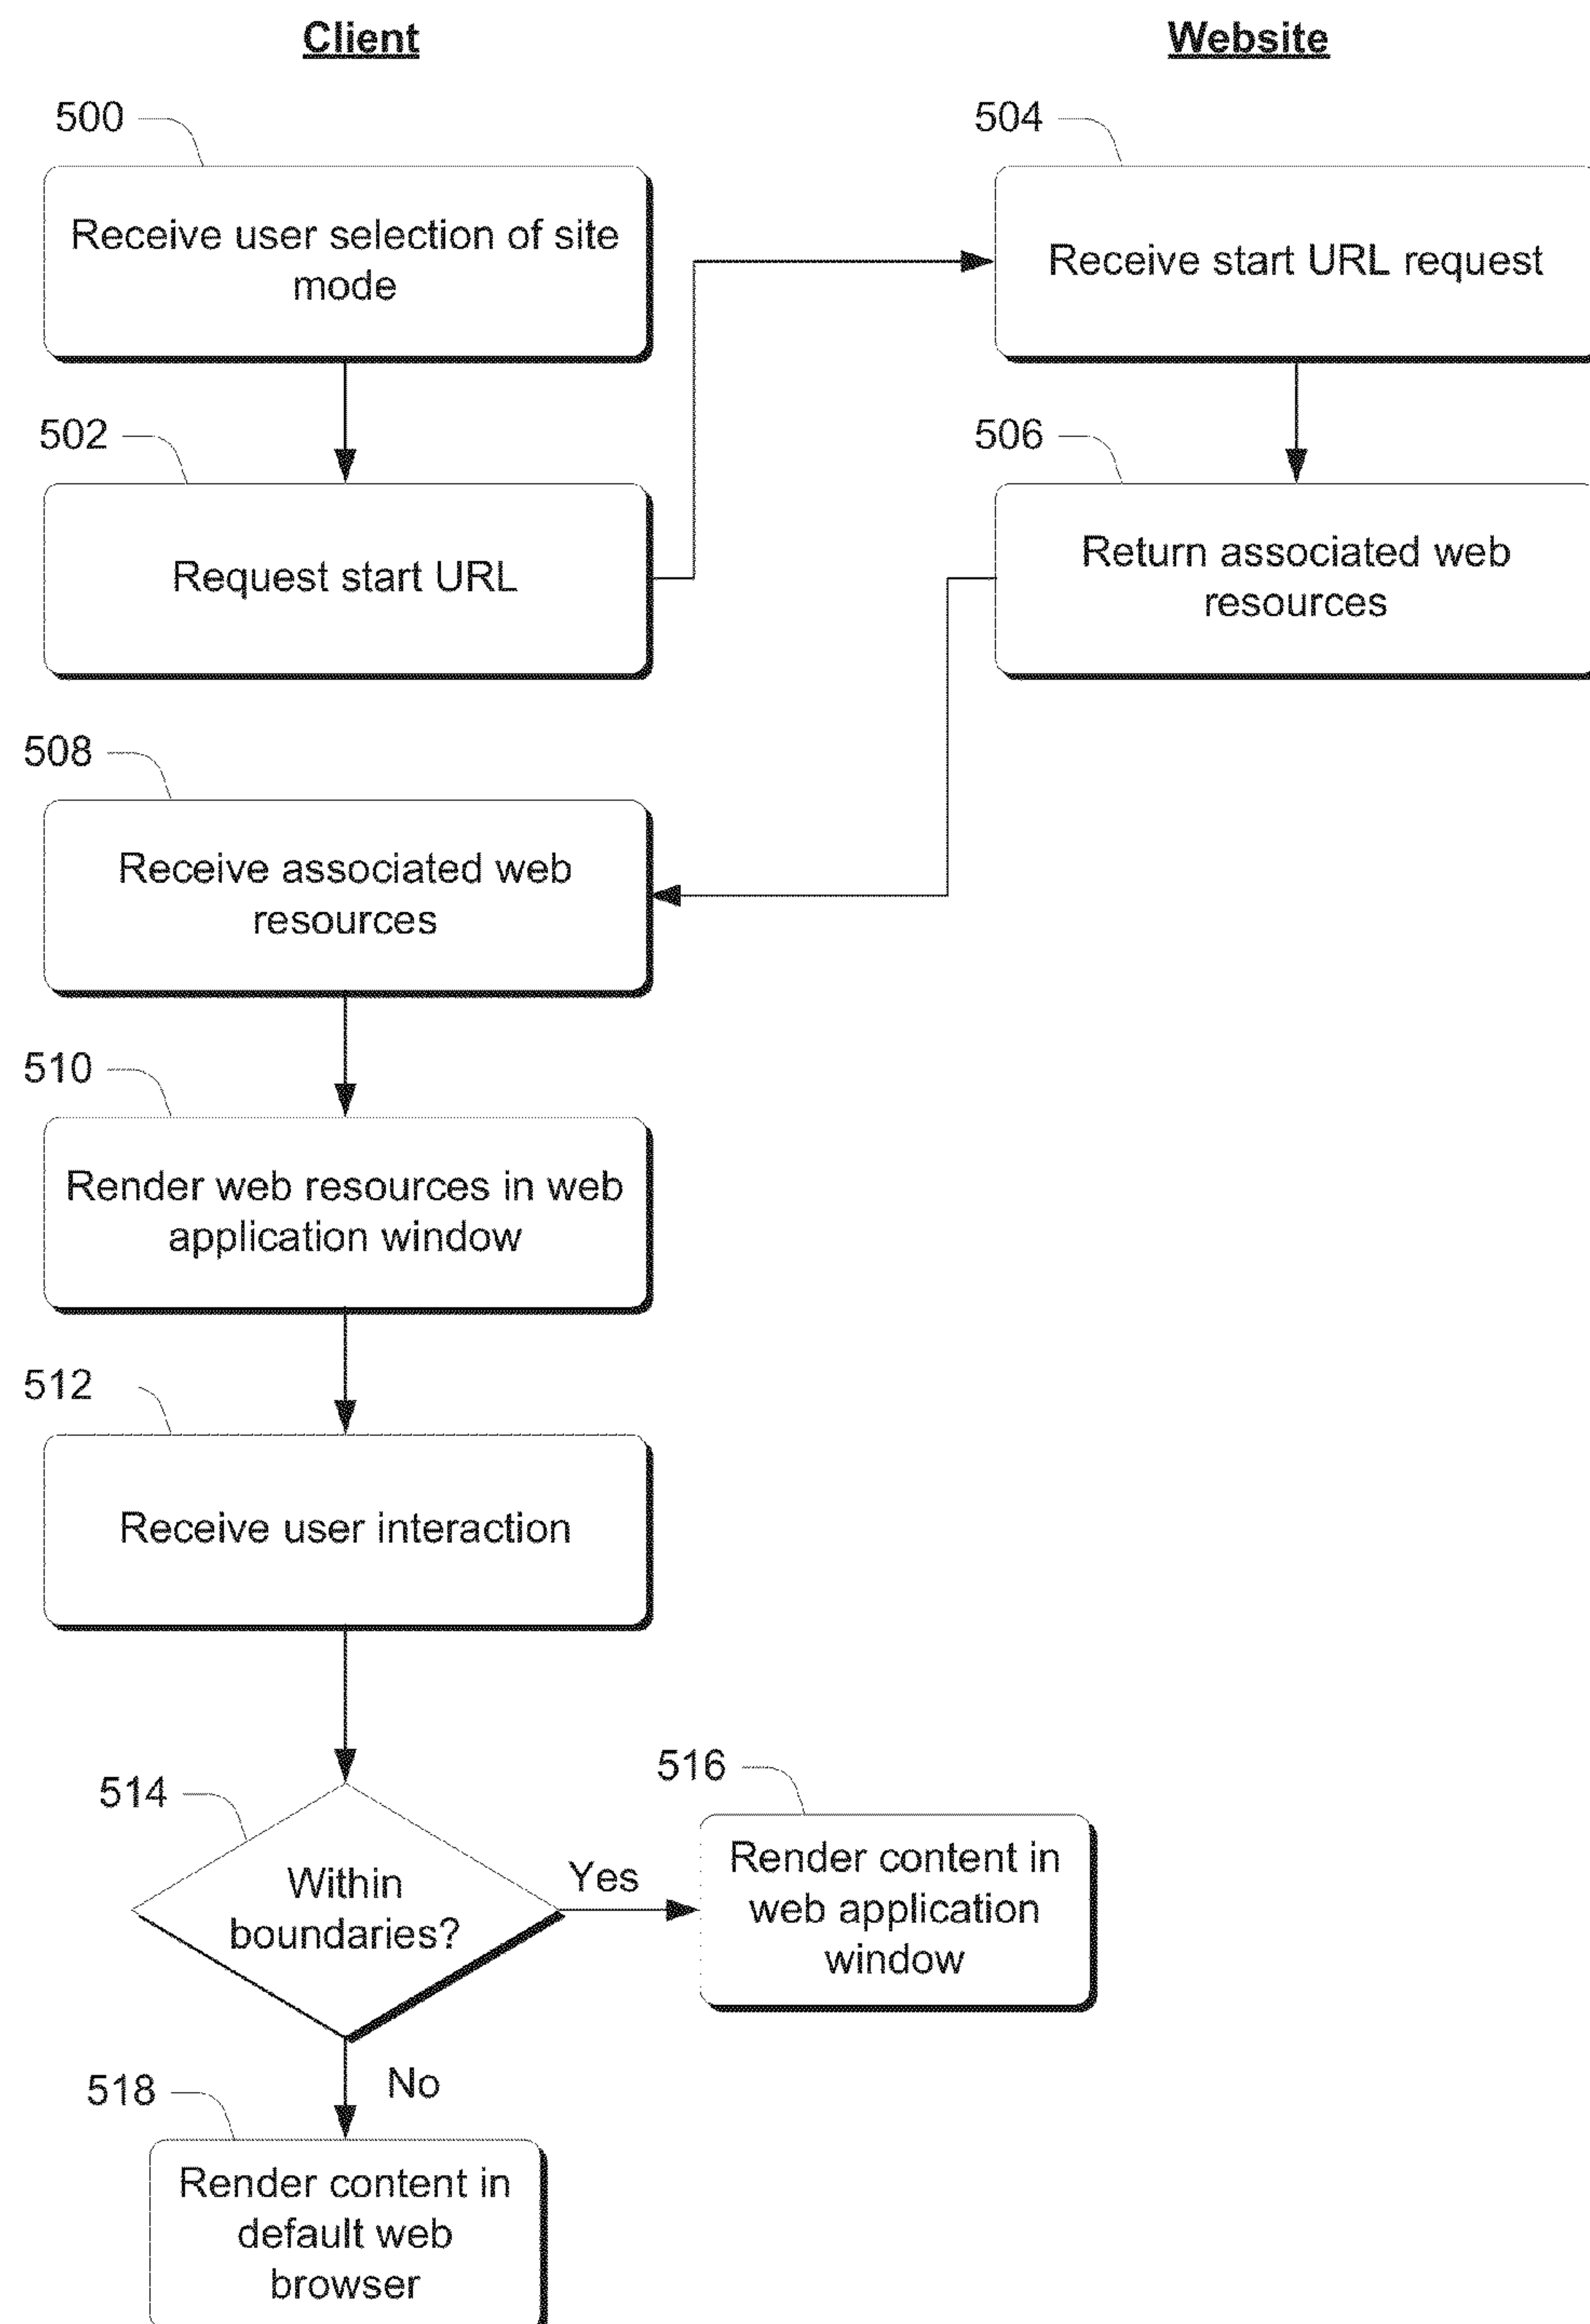 Client
Website
500
504
Receive user selection of site
mode
Receive start URL request
502
506
Request start URL
Return associated web
resources
508
Receive associated web
resources
510
Render web resources in web
application window
512
Receive user interaction
514
516
Within
boundaries?
Yes
Render content in
web application
window
No
518
Render content in
default web
browser